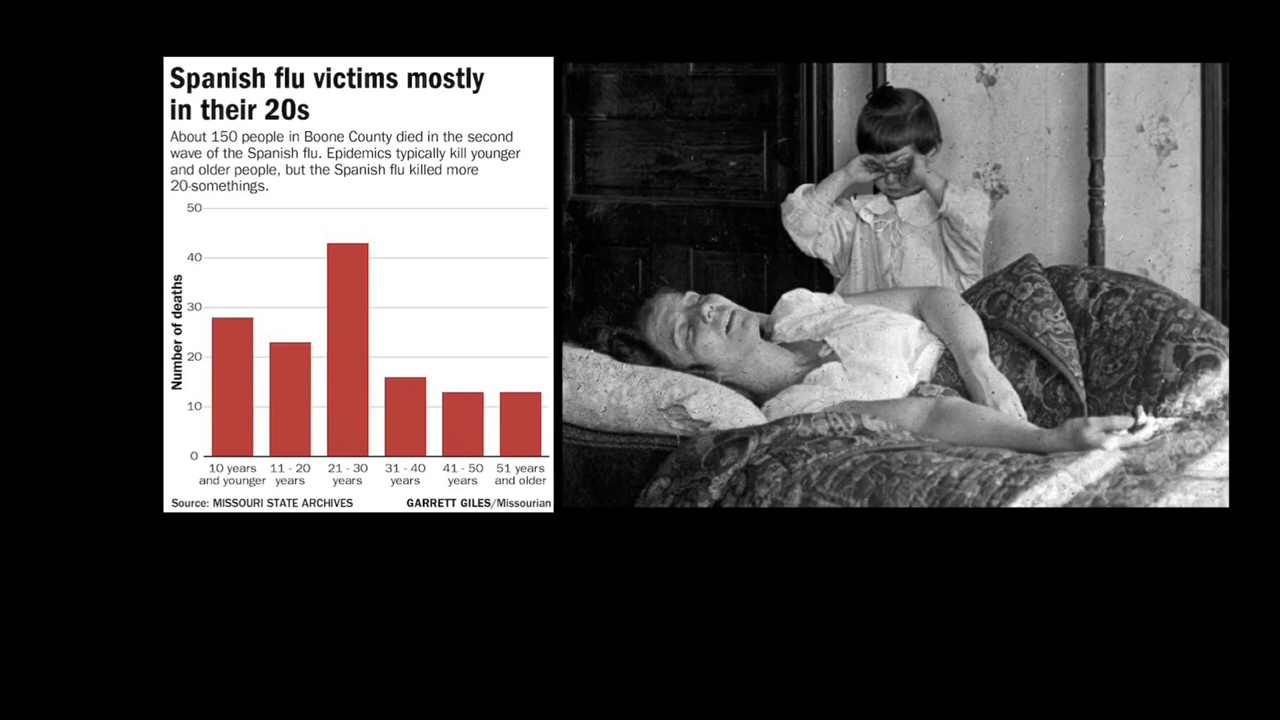 Spanish flu victims mostly
in their 20s
About 150 people in Boone County died in the second
wave of the Spanish flu. Epidemics typically kill younger
and older people, but the Spanish flu killed more
20-somethings.
Number of deaths
50
40
30
20
10
0
10 years and younger
11 - 20 years
21 - 30 years
31 - 40 years
41 - 50 years
51 years and older
Source: MISSOURI STATE ARCHIVES
GARRETT GILES/Missourian